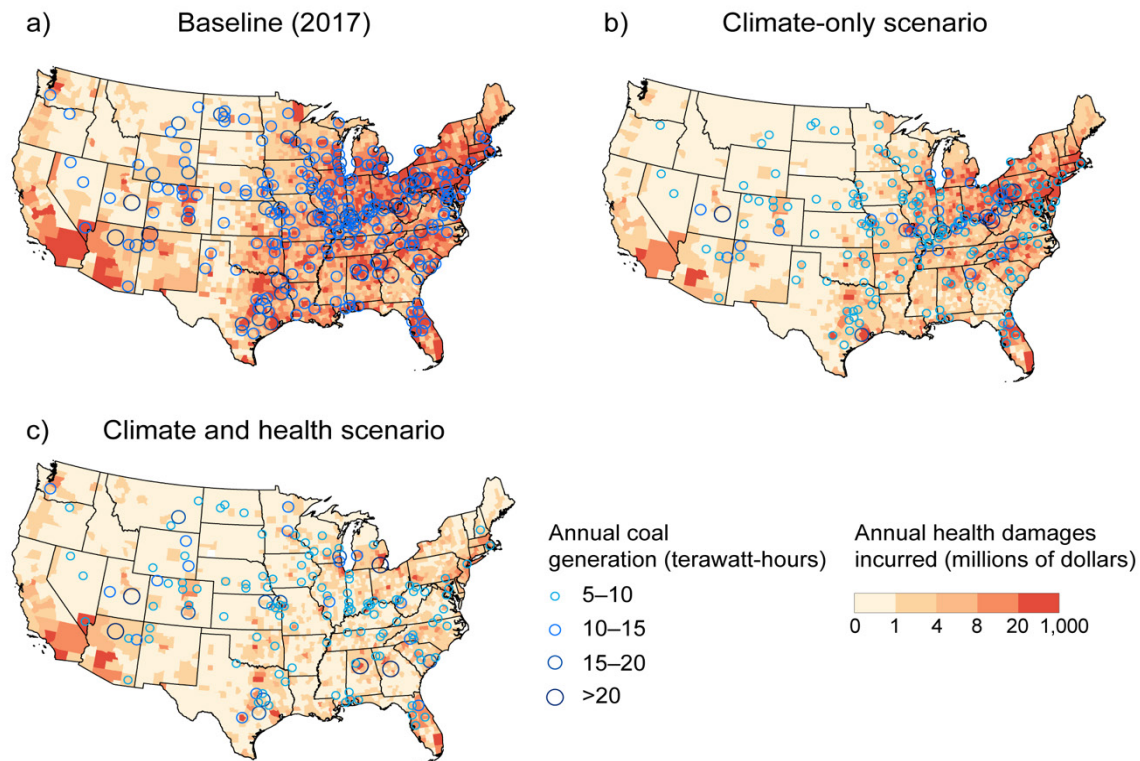 a) Baseline (2017)
b) Climate-only scenario
c) Climate and health scenario
Annual coal
generation (terawatt-hours)
5–10
10–15
15–20
>20
Annual health damages
incurred (millions of dollars)
0 1 4 8 20 1,000